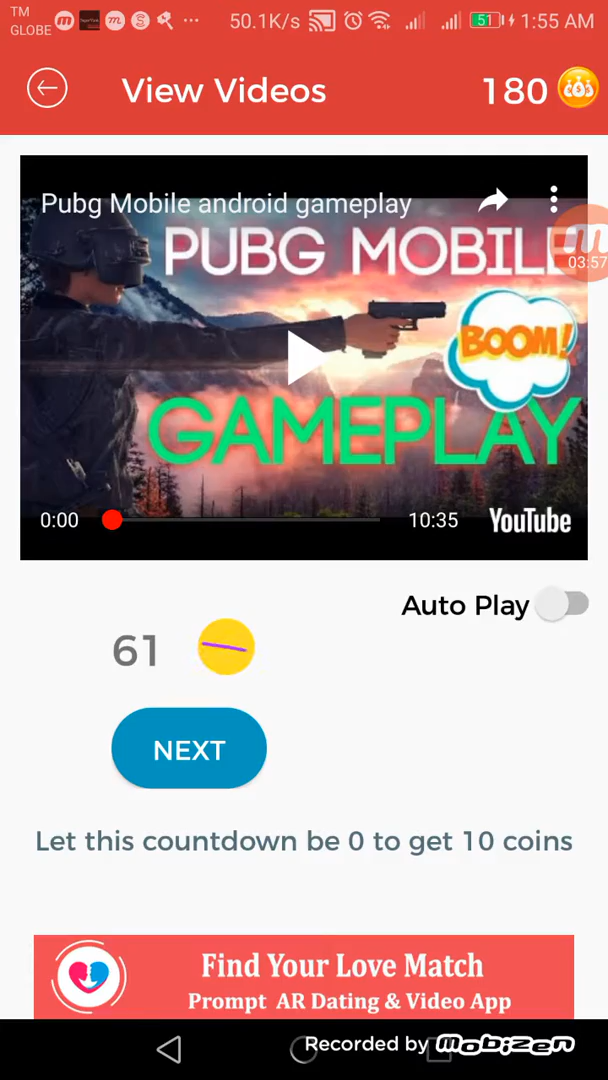 TM
GLOBE
50.1K/s
51
1:55 AM
View Videos
180
Pubg Mobile android gameplay
PUBG MOBILE
03:57
BOOM!
GAMEPLAY
0:00
10:35
YouTube
Auto Play
61
NEXT
Let this countdown be 0 to get 10 coins
Find Your Love Match
Prompt AR Dating & Video App
Recorded by mobizen